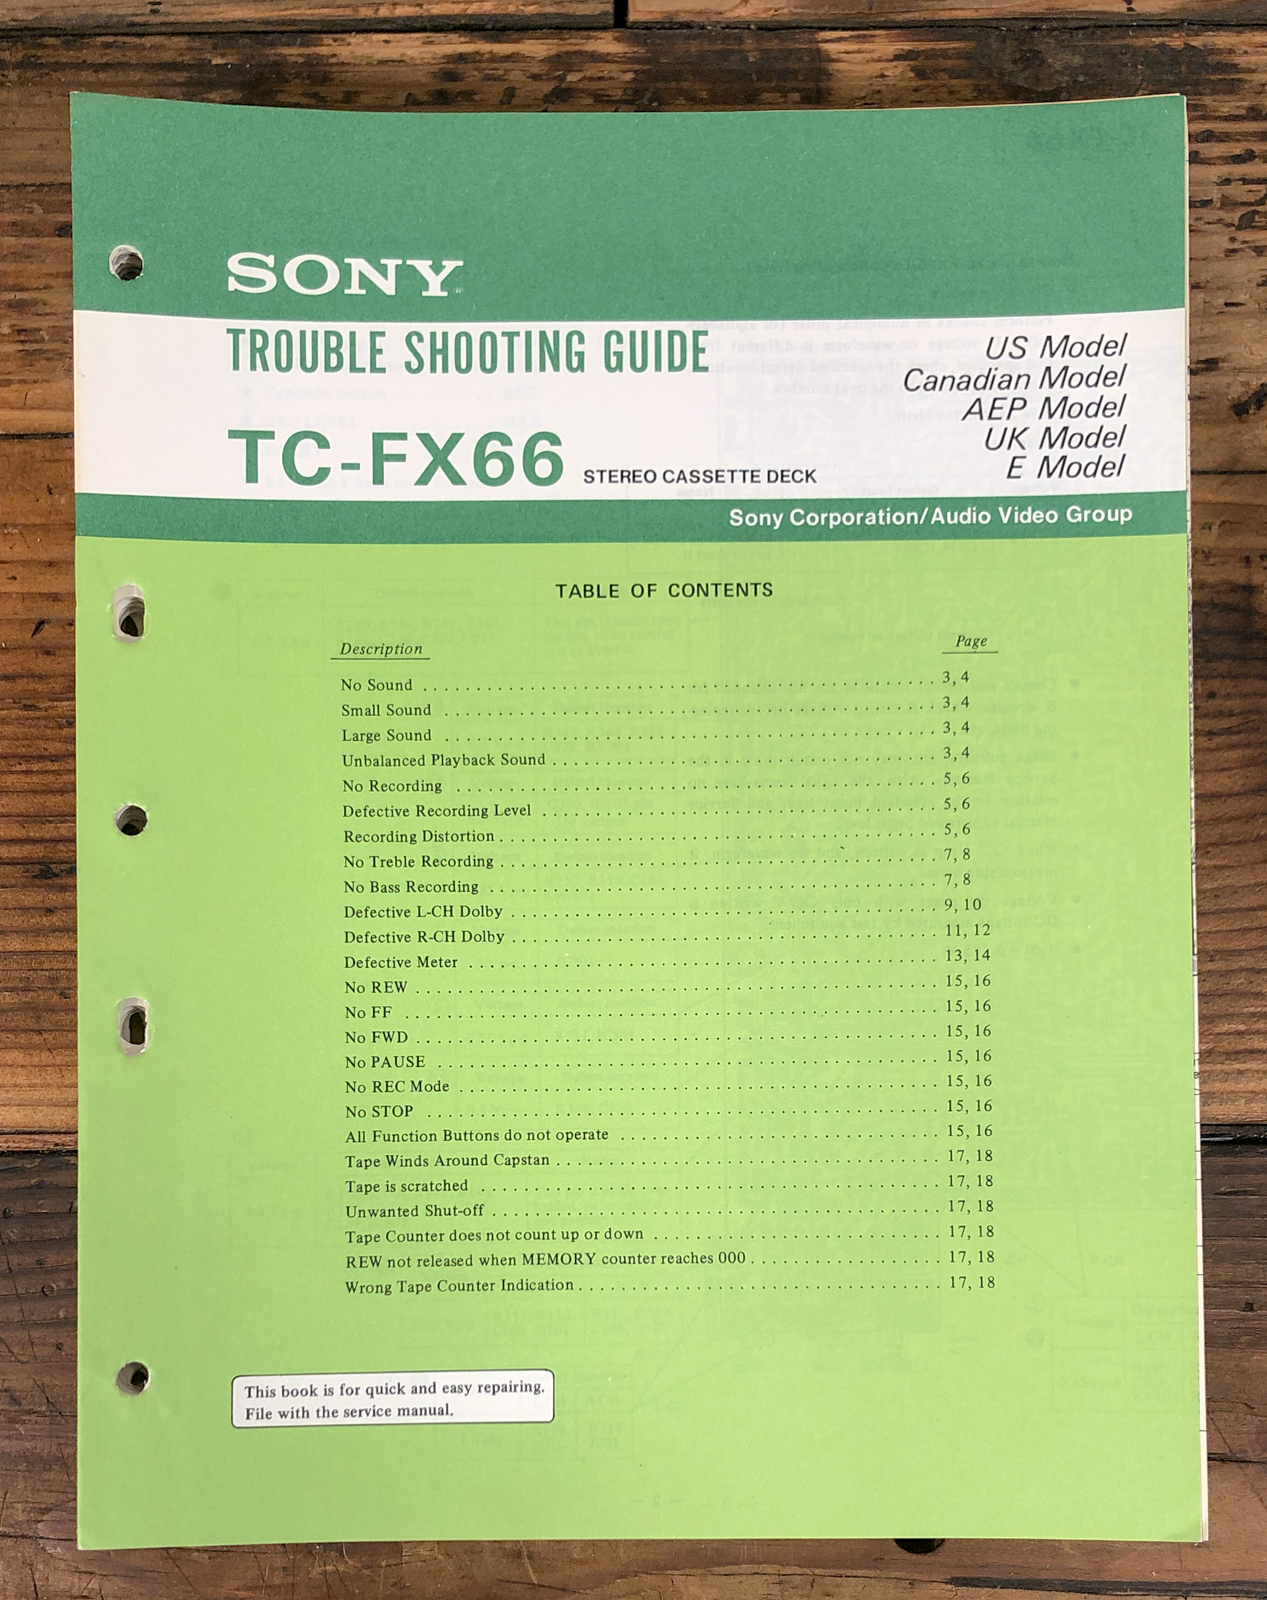 SONY
TROUBLE SHOOTING GUIDE
US Model
Canadian Model
AEP Model
UK Model
E Model
TC-FX66 STEREO CASSETTE DECK
Sony Corporation/Audio Video Group
TABLE OF CONTENTS
Description Page
No Sound 3, 4
Small Sound 3, 4
Large Sound 3, 4
Unbalanced Playback Sound 3, 4
No Recording 5, 6
Defective Recording Level 5, 6
Recording Distortion 5, 6
No Treble Recording 7, 8
No Bass Recording 7, 8
Defective L-CH Dolby 9, 10
Defective R-CH Dolby 11, 12
Defective Meter 13, 14
No REW 15, 16
No FF 15, 16
No FWD 15, 16
No PAUSE 15, 16
No REC Mode 15, 16
No STOP 15, 16
All Function Buttons do not operate 15, 16
Tape Winds Around Capstan 17, 18
Tape is scratched 17, 18
Unwanted Shut-off 17, 18
Tape Counter does not count up or down 17, 18
REW not released when MEMORY counter reaches 000 17, 18
Wrong Tape Counter Indication 17, 18
This book is for quick and easy repairing.
File with the service manual.